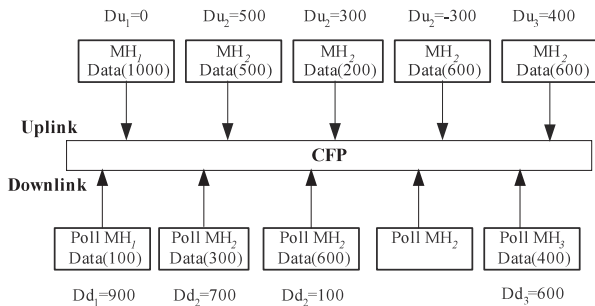 Du1=0 Du2=500 Du2=300 Du2=-300 Du3=400
MH1 MH2 MH2 MH2 MH2
Data(1000) Data(500) Data(200) Data(600) Data(600)
Uplink
CFP
Downlink
Poll MH1 Poll MH2 Poll MH2 Poll MH2 Poll MH3
Data(100) Data(300) Data(600) Data(400)
Dd1=900 Dd2=700 Dd2=100 Dd3=600